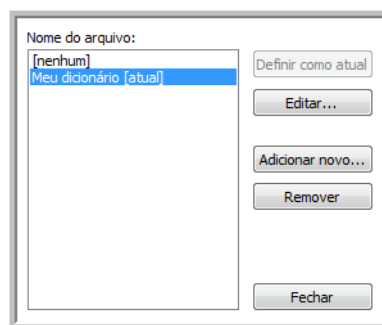 Nome do arquivo:
[nenhum]
Meu dicionário [atual]
Definir como atual
Editar...
Adicionar novo...
Remover
Fechar